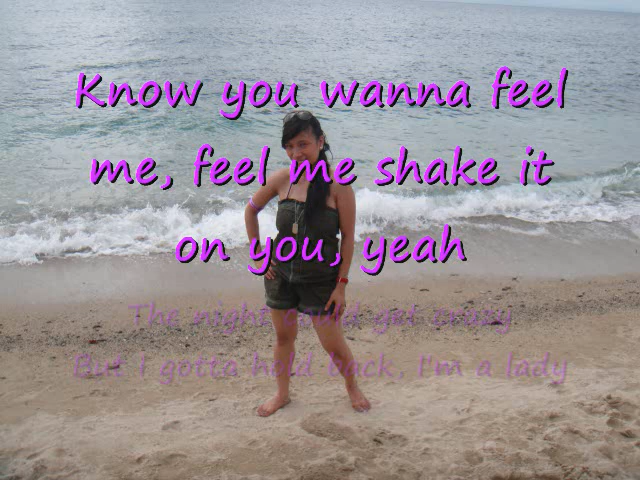 Know you wanna feel
me, feel me shake it
on you, yeah
The night could get crazy
But i gotta hold back, I'm a lady